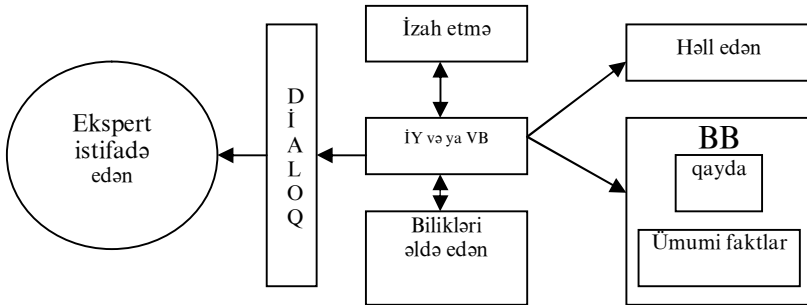 Ekspert
istifadə
edən
D
İ
A
L
O
Q
İzah etmə
İY və ya VB
Bilikləri
əldə edən
Həll edən
BB
qayda
Ümumi faktlar